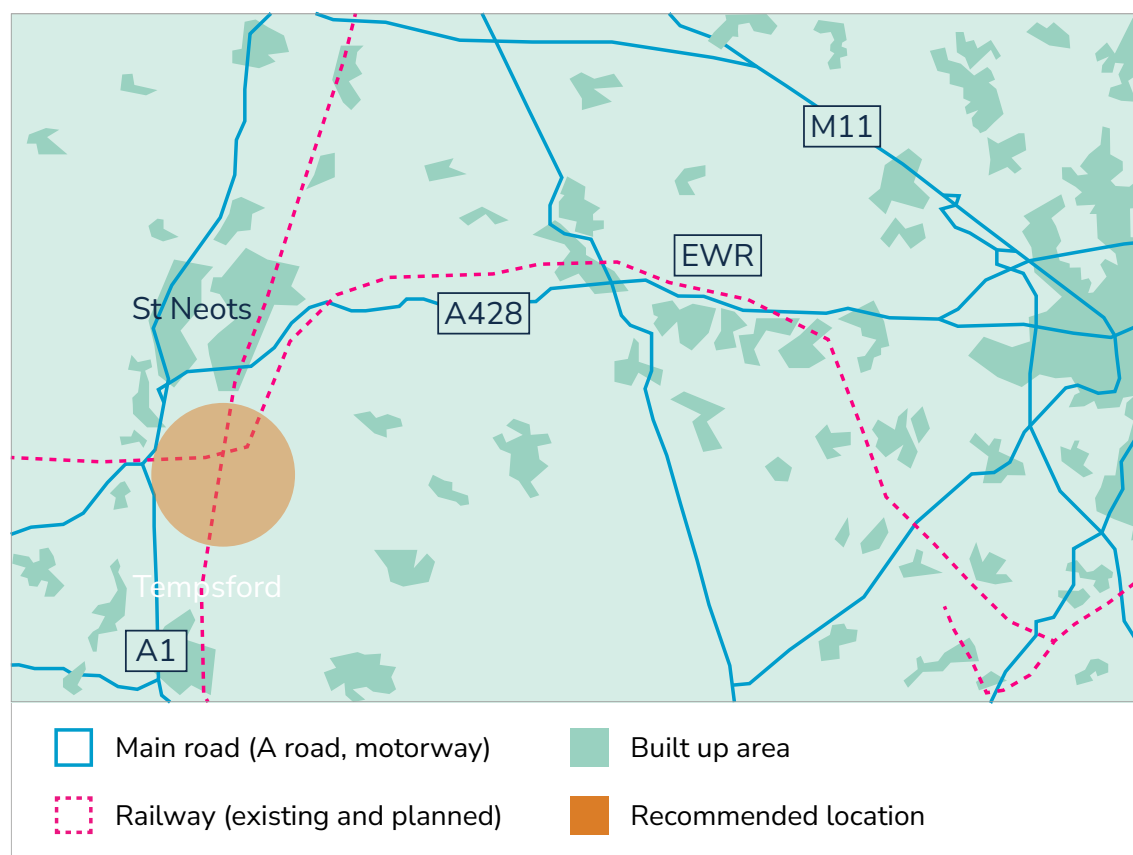 M11
EWR
St Neots
A428
Tempsford
A1
Main road (A road, motorway)
Built up area
Railway (existing and planned)
Recommended location